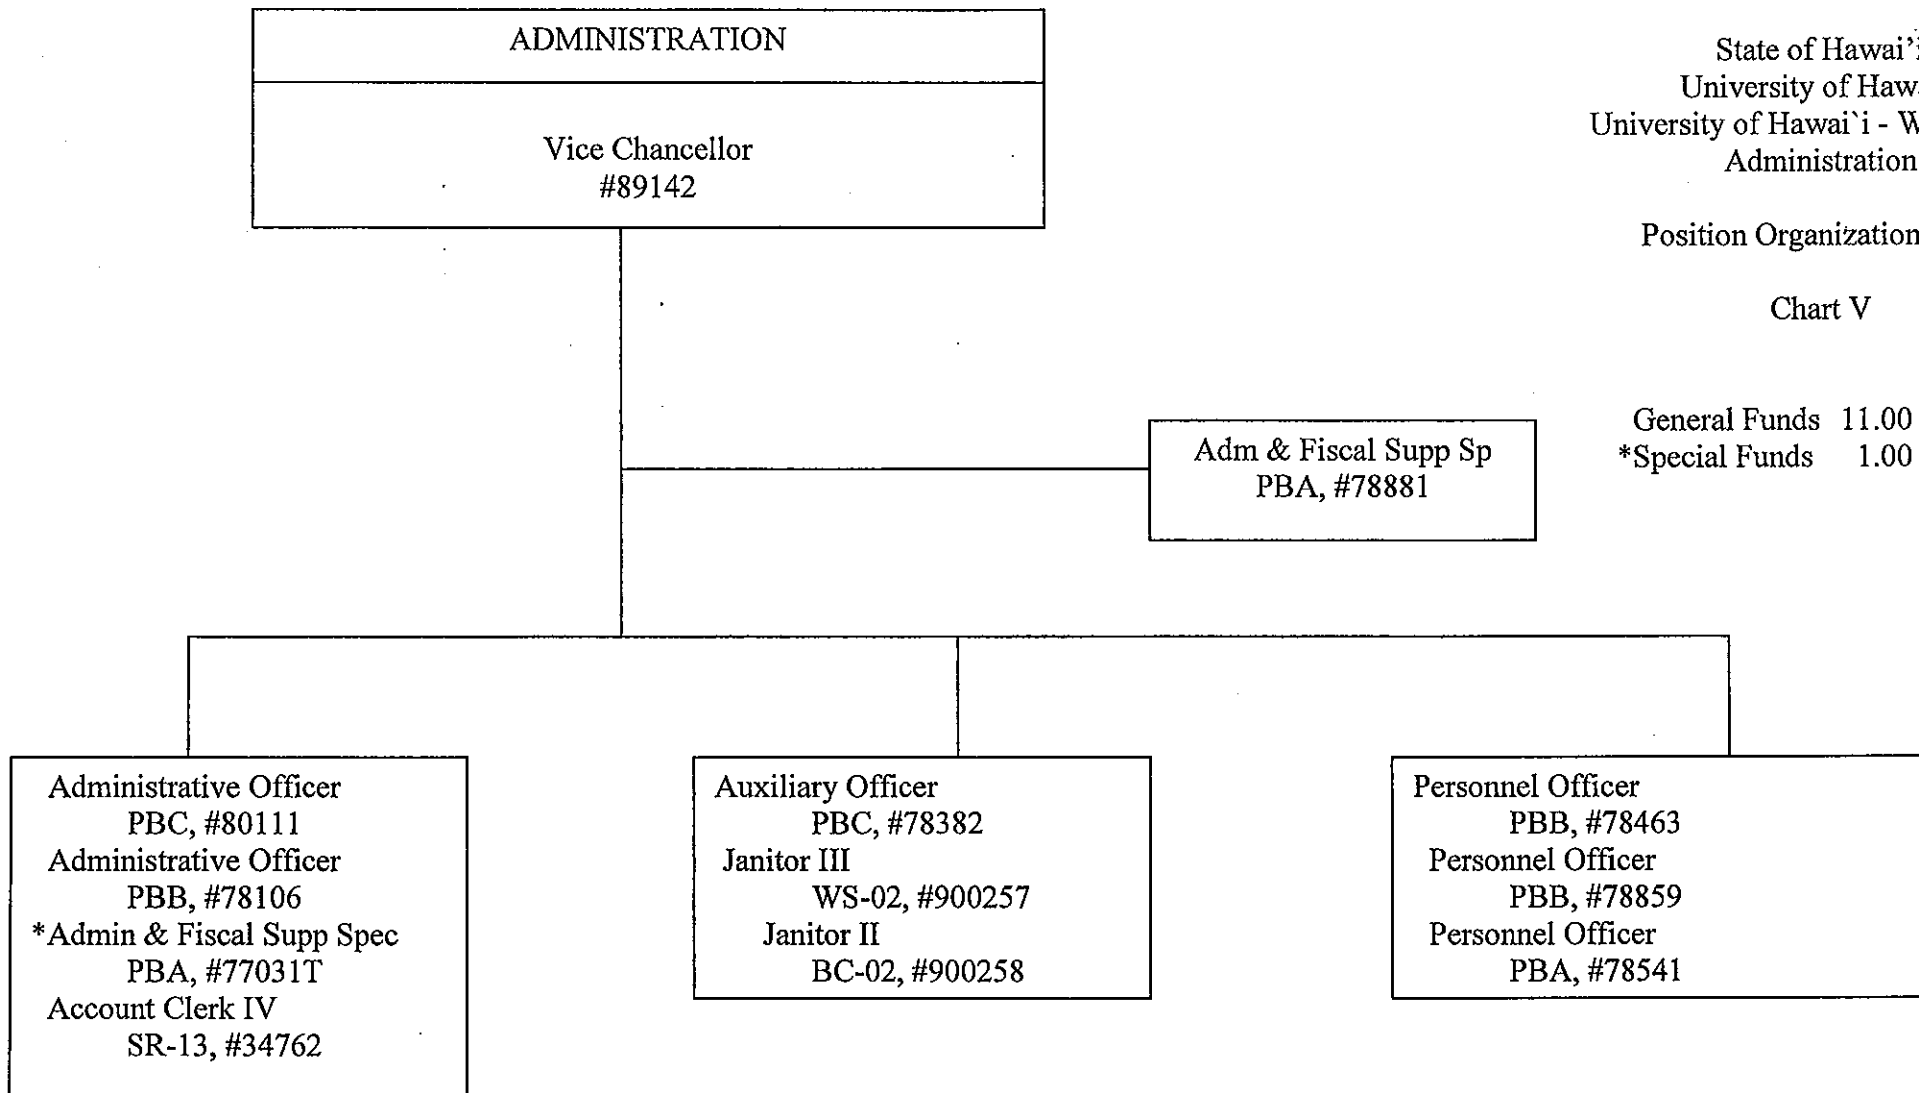 ADMINISTRATION
Vice Chancellor
#89142
State of Hawai'i
University of Haw
University of Hawai`i - W
Administration
Position Organization
Chart V
General Funds 11.00
*Special Funds 1.00
Adm & Fiscal Supp Sp
PBA, #78881
Administrative Officer
PBC, #80111
Administrative Officer
PBB, #78106
*Admin & Fiscal Supp Spec
PBA, #77031T
Account Clerk IV
SR-13, #34762
Auxiliary Officer
PBC, #78382
Janitor III
WS-02, #900257
Janitor II
BC-02, #900258
Personnel Officer
PBB, #78463
Personnel Officer
PBB, #78859
Personnel Officer
PBA, #78541